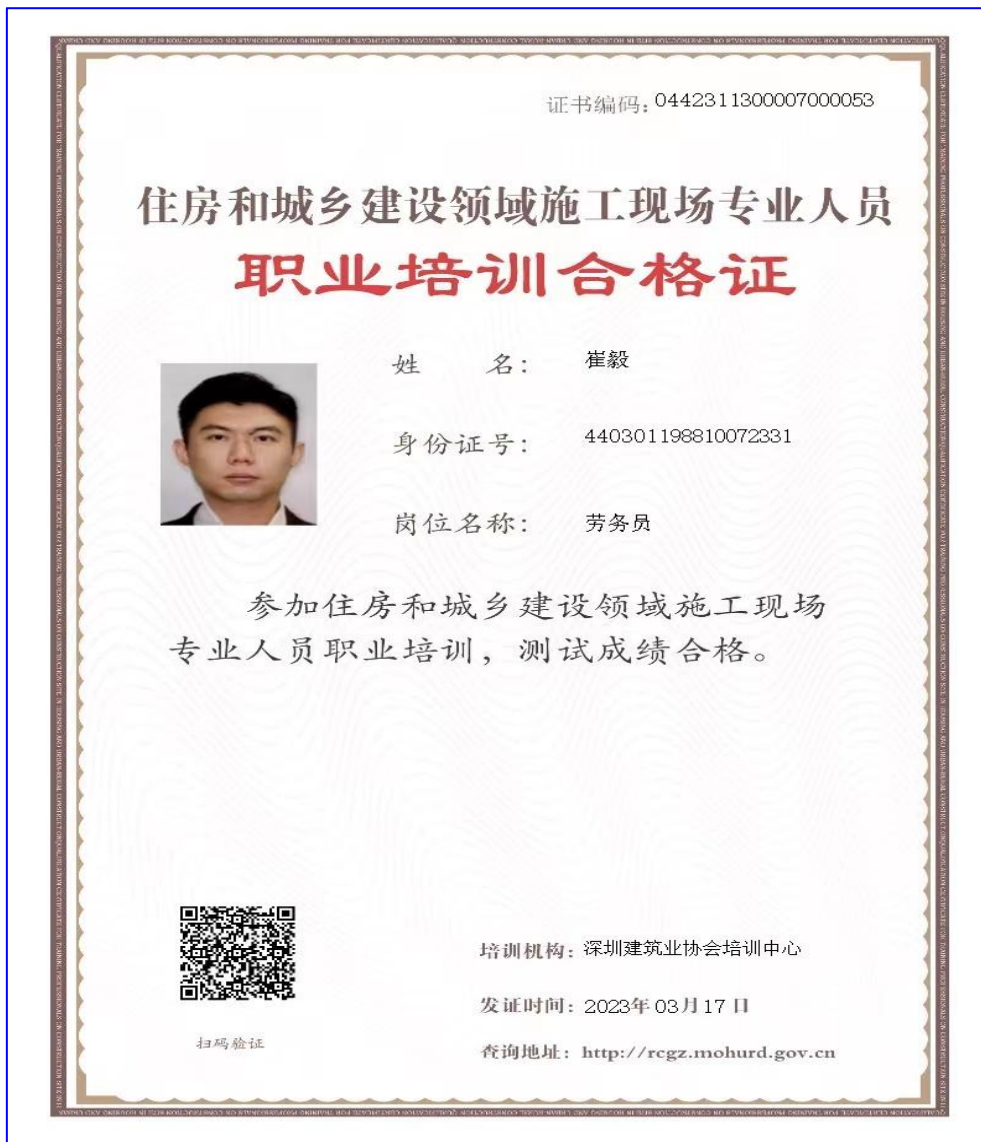 证书编码：0442311300007000053
住房和城乡建设领域施工现场专业人员
职业培训合格证
姓 名： 崔毅
身份证号： 440301198810072331
岗位名称： 劳务员
参加住房和城乡建设领域施工现场
专业人员职业培训，测试成绩合格。
培训机构：深圳建筑业协会培训中心
发证时间：2023年03月17日
扫码验证
查询地址：http://rcgz.mohurd.gov.cn